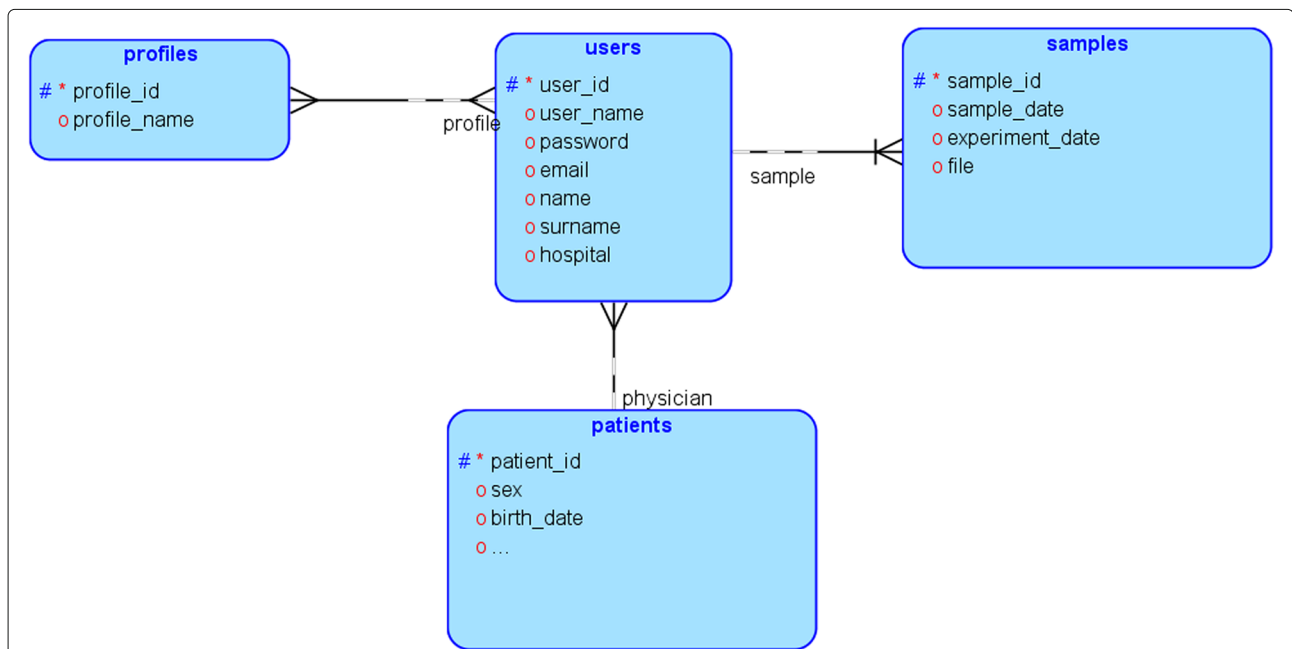 profiles
# * profile_id
o profile_name
profile
users
# * user_id
o user_name
o password
o email
o name
o surname
o hospital
sample
samples
# * sample_id
o sample_date
o experiment_date
o file
physician
patients
# * patient_id
o sex
o birth_date
o ...